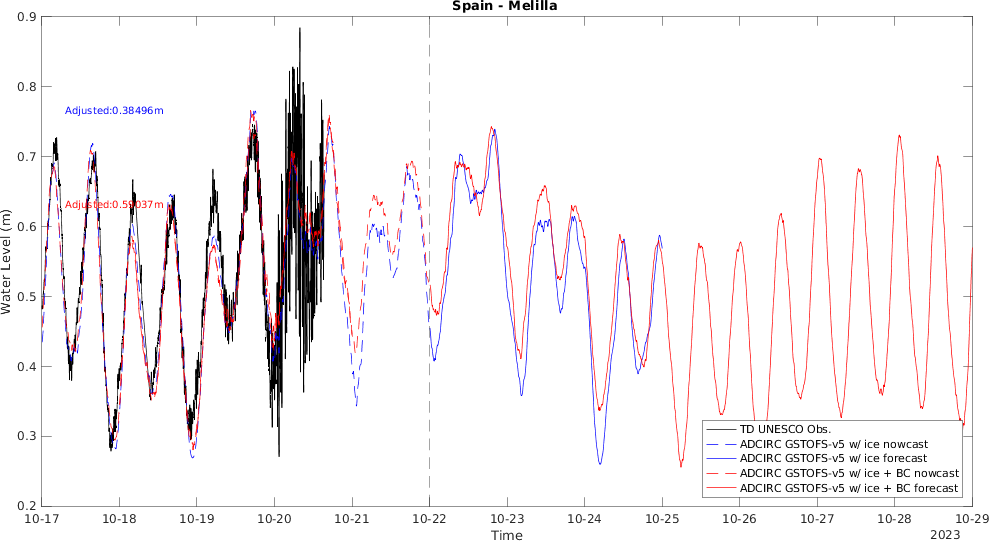 Spain - Melilla
0.9
0.8
0.7
0.6
0.5
0.4
0.3
0.2
Water Level (m)
Adjusted:0.38496m
Adjusted:0.59037m
TD UNESCO Obs.
ADCIRC GSTOFS-v5 w/ ice nowcast
ADCIRC GSTOFS-v5 w/ ice forecast
ADCIRC GSTOFS-v5 w/ ice + BC nowcast
ADCIRC GSTOFS-v5 w/ ice + BC forecast
10-17 10-18 10-19 10-20 10-21 10-22 10-23 10-24 10-25 10-26 10-27 10-28 10-29
Time
2023